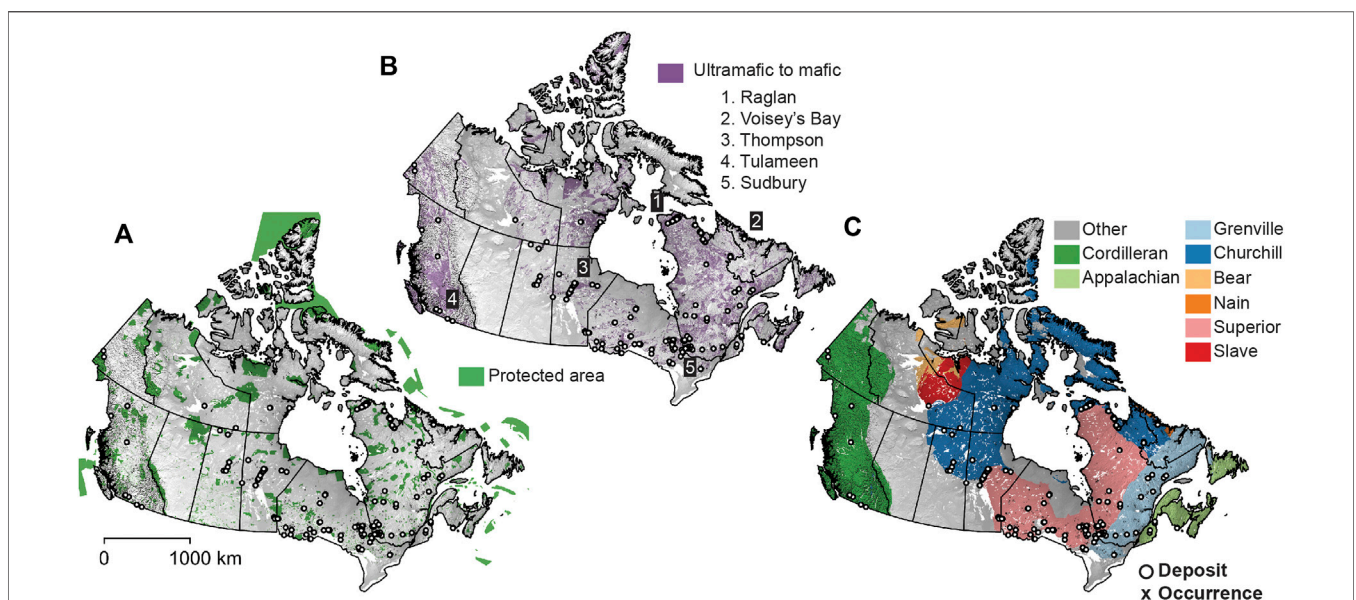 A
Protected area
0 1000 km
B
Ultramafic to mafic
1. Raglan
2. Voisey's Bay
3. Thompson
4. Tulameen
5. Sudbury
1
2
3
4
5
C
Other
Cordilleran
Appalachian
Grenville
Churchill
Bear
Nain
Superior
Slave
Deposit
x Occurrence